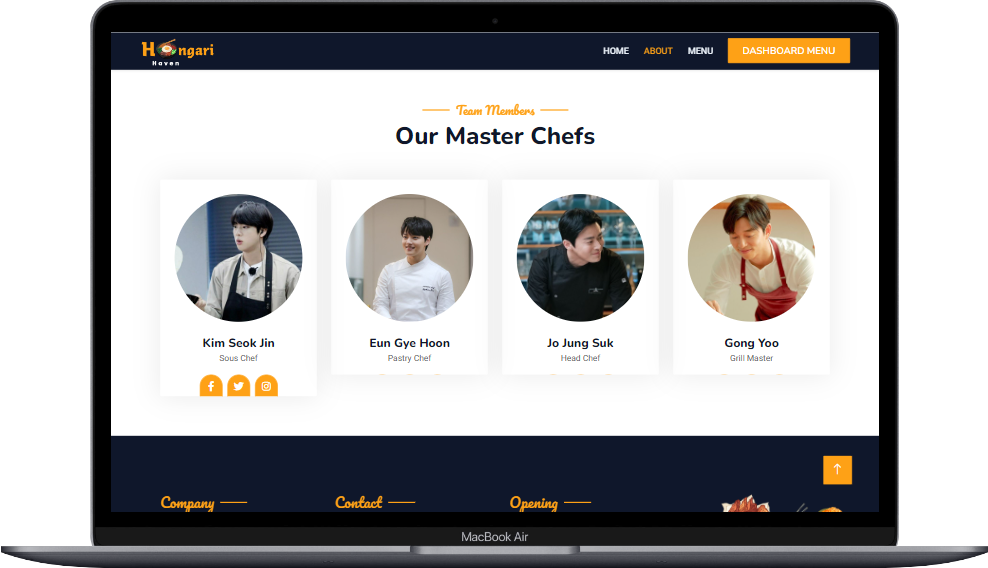 Hongari
Haven
HOME ABOUT MENU DASHBOARD MENU
Team Members
Our Master Chefs
Kim Seok Jin
Sous Chef
Eun Gye Hoon
Pastry Chef
Jo Jung Suk
Head Chef
Gong Yoo
Grill Master
Company
Contact
Opening
MacBook Air